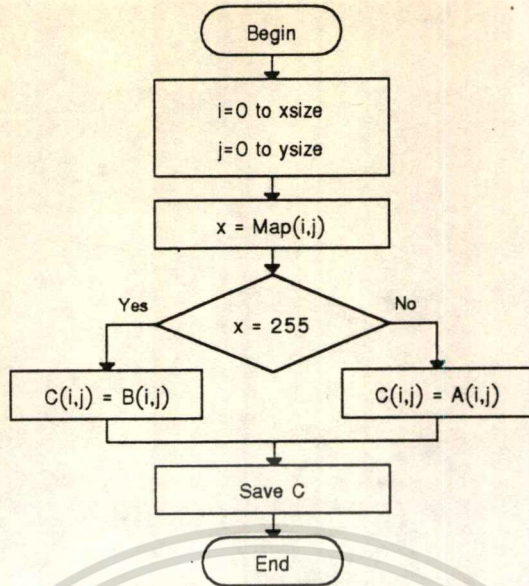 Begin
i=0 to xsize
j=0 to ysize
x = Map(i,j)
Yes
No
x = 255
C(i,j) = B(i,j)
C(i,j) = A(i,j)
Save C
End